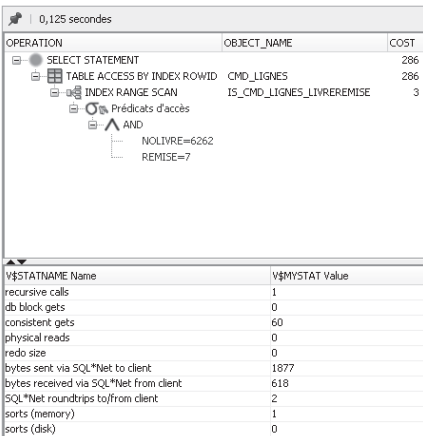 0,125 secondes
OPERATION OBJECT_NAME COST
SELECT STATEMENT 286
TABLE ACCESS BY INDEX ROWID CMD_LIGNES 286
INDEX RANGE SCAN IS_CMD_LIGNES_LIVREREMISE 3
Prédicats d'accès
AND
NOLIVRE=6262
REMISE=7
V$STATNAME Name V$MYSTAT Value
recursive calls 1
db block gets 0
consistent gets 60
physical reads 0
redo size 0
bytes sent via SQL*Net to client 1877
bytes received via SQL*Net from client 618
SQL*Net roundtrips to/from client 2
sorts (memory) 1
sorts (disk) 0